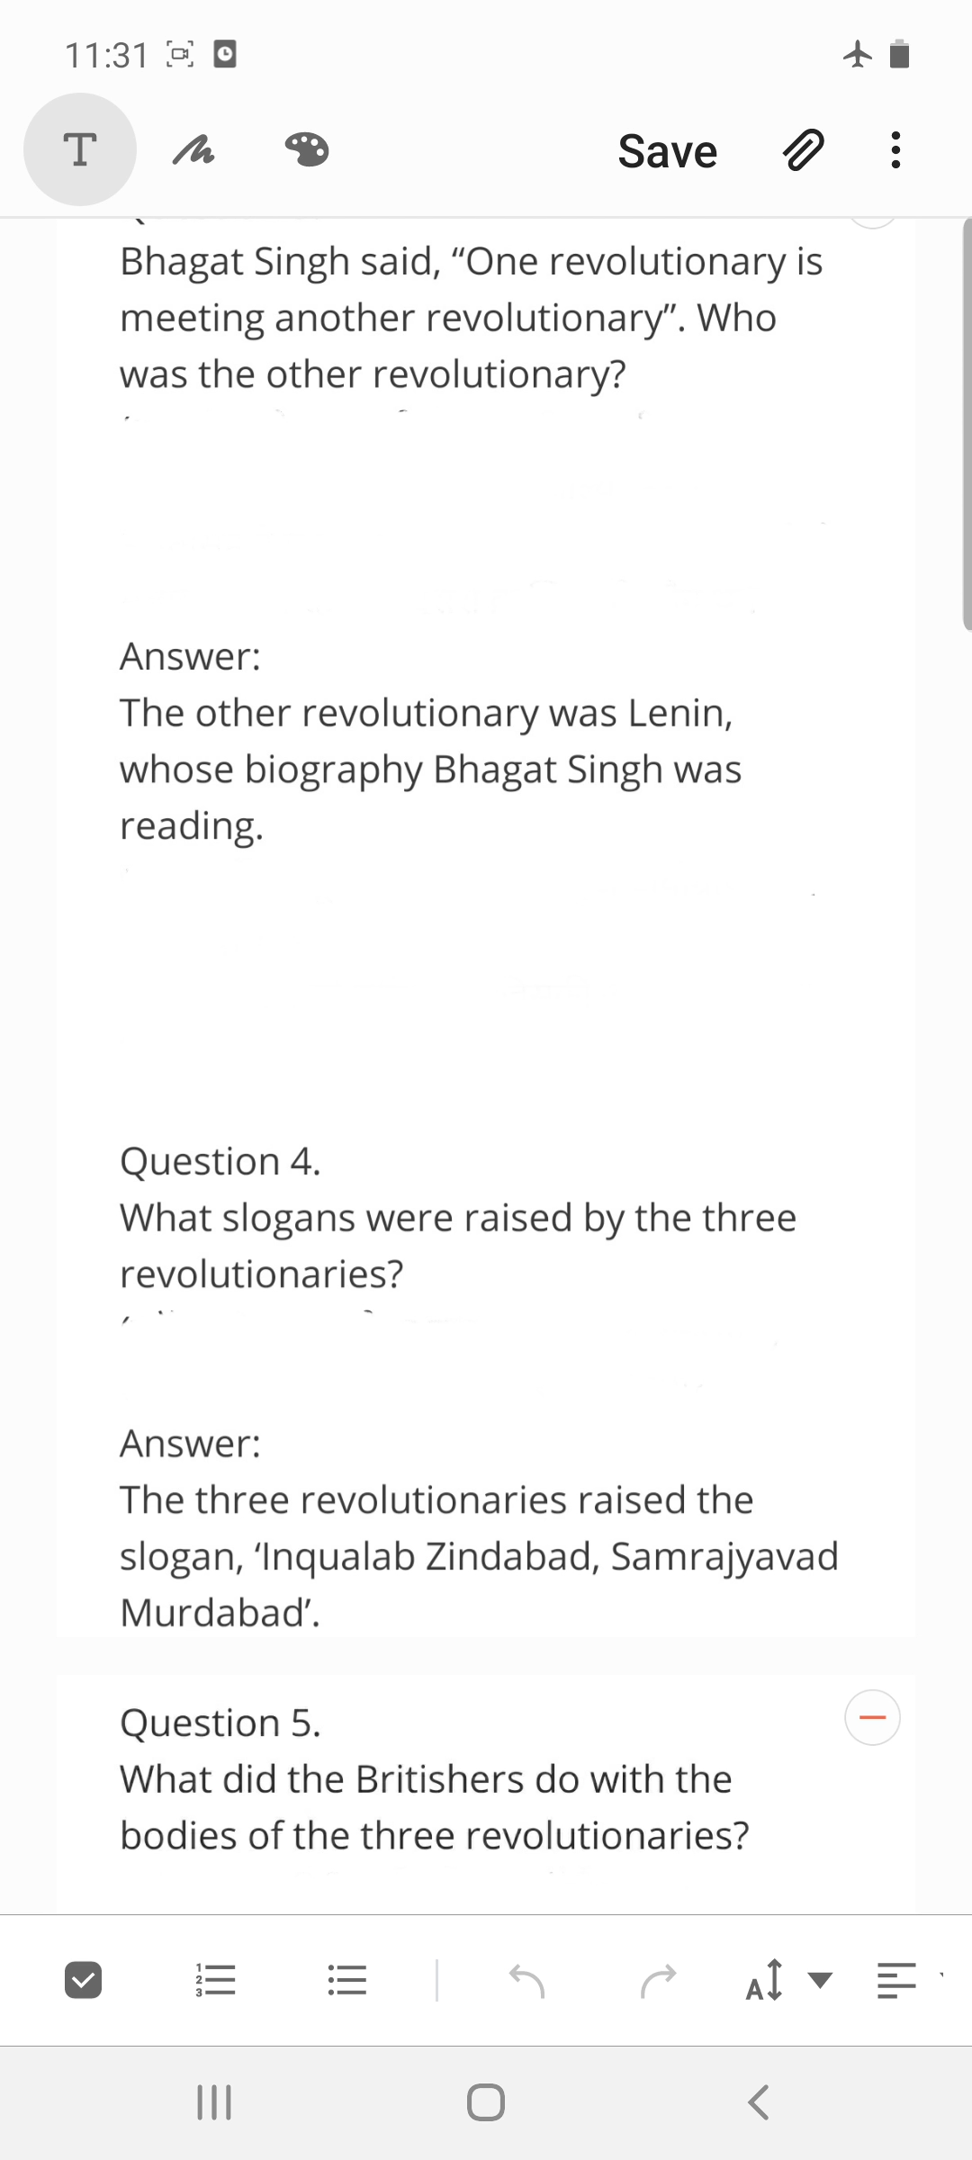 11:31
T
Save
Bhagat Singh said, “One revolutionary is
meeting another revolutionary”. Who
was the other revolutionary?
Answer:
The other revolutionary was Lenin,
whose biography Bhagat Singh was
reading.
Question 4.
What slogans were raised by the three
revolutionaries?
Answer:
The three revolutionaries raised the
slogan, ‘Inqualab Zindabad, Samrajyavad
Murdabad’.
Question 5.
What did the Britishers do with the
bodies of the three revolutionaries?